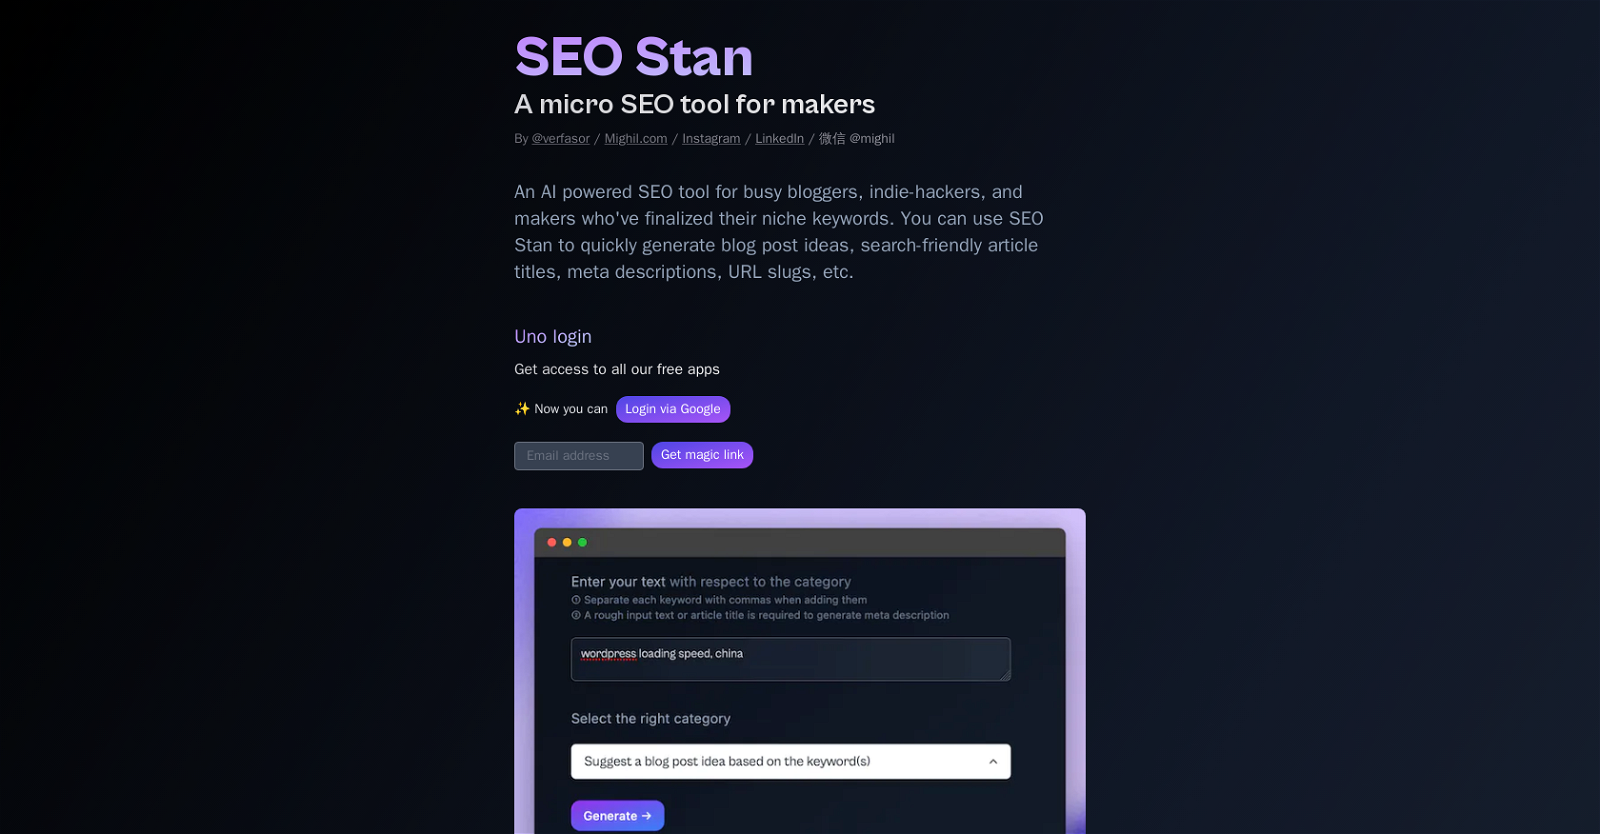 SEO Stan
A micro SEO tool for makers
By @verfasor / Mighil.com / Instagram / LinkedIn / 微信 @mighil
An AI powered SEO tool for busy bloggers, indie-hackers, and
makers who've finalized their niche keywords. You can use SEO
Stan to quickly generate blog post ideas, search-friendly article
titles, meta descriptions, URL slugs, etc.
Uno login
Get access to all our free apps
✨ Now you can Login via Google
Email address Get magic link
Enter your text with respect to the category
① Separate each keyword with commas when adding them
② A rough input text or article title is required to generate meta description
wordpress loading speed, china
Select the right category
Suggest a blog post idea based on the keyword(s)
Generate →